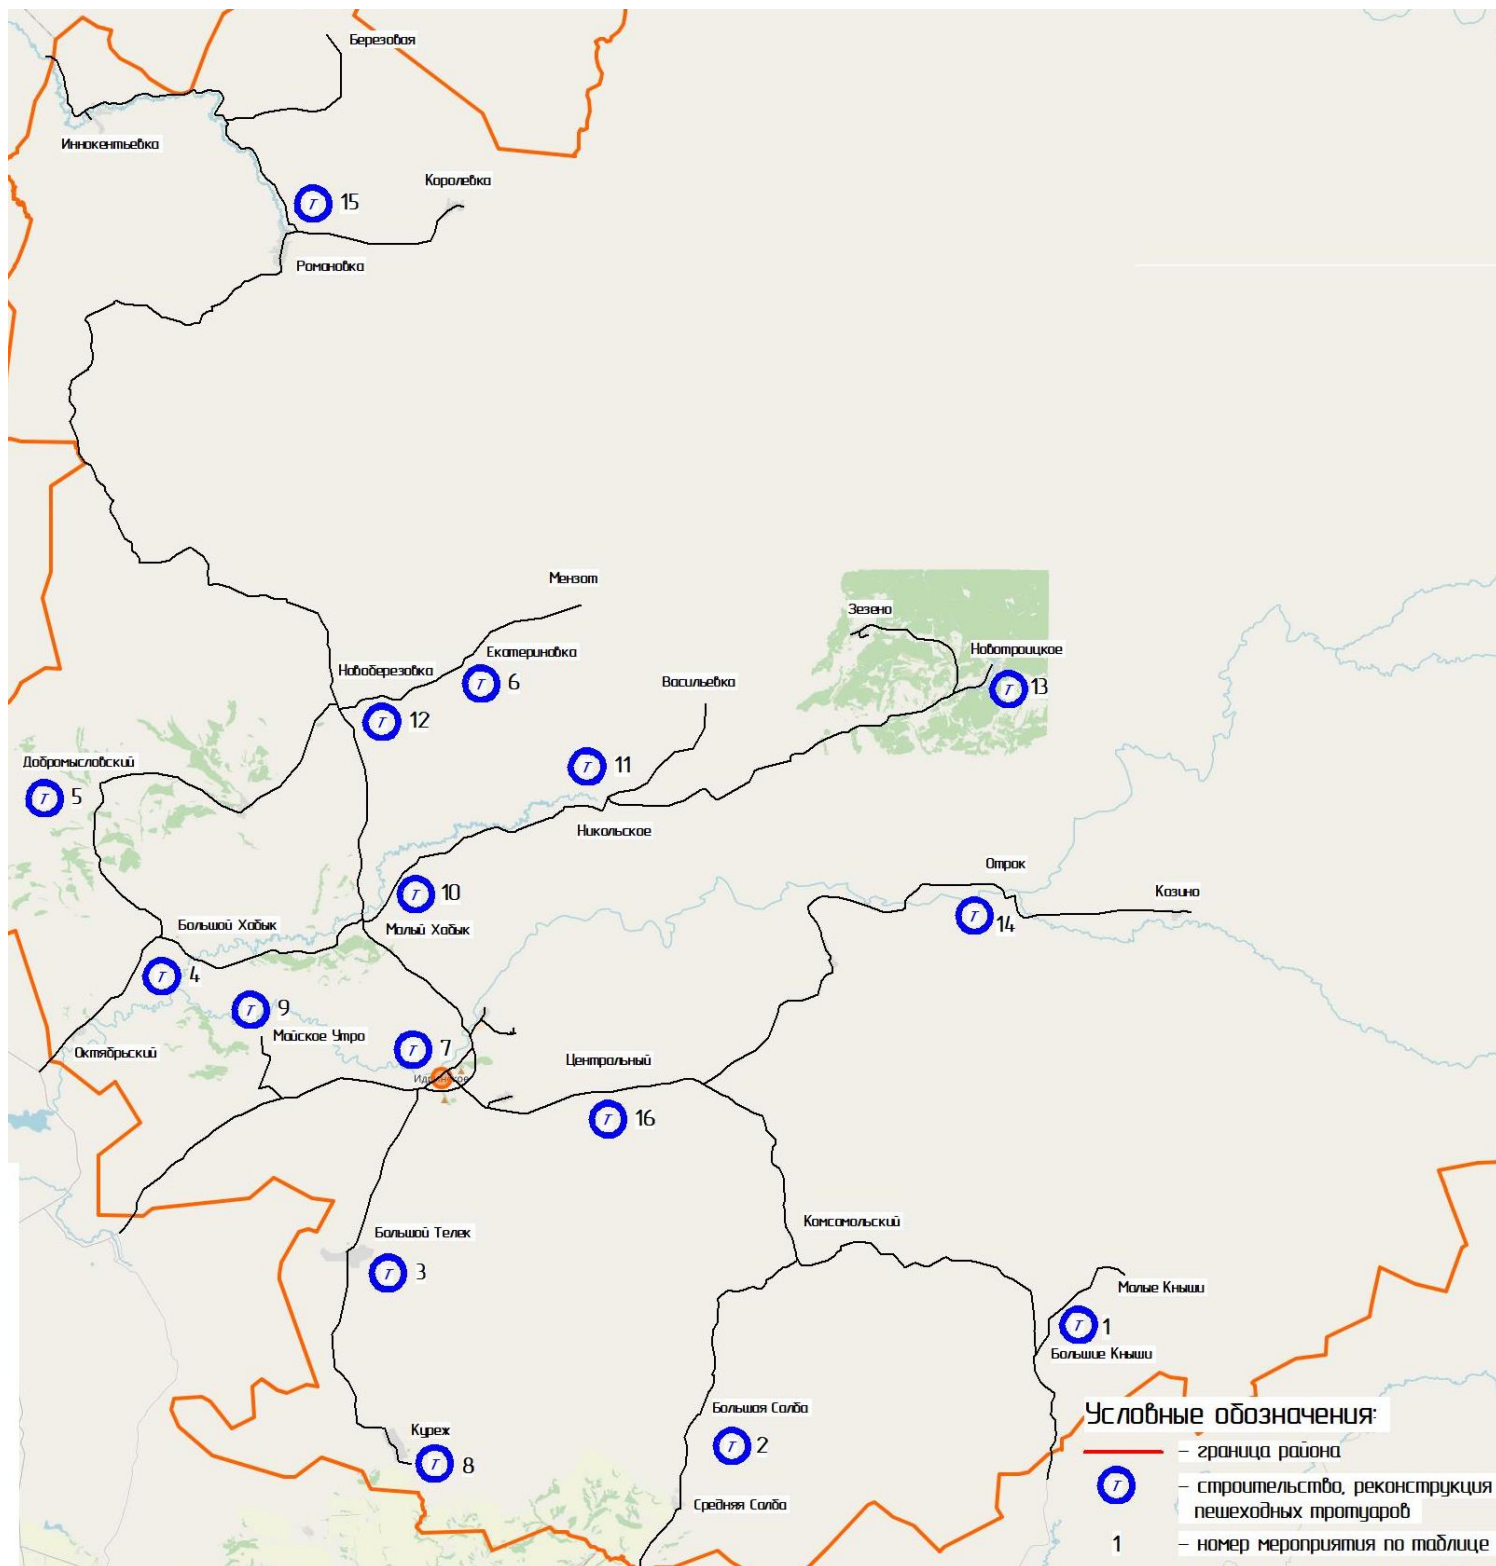 Березовая
Иннокентьевка
Королевка
Т 15
Романовка
Мензот
Зезено
Екатериновка
Новотроицкое
Новоберезовка
Т 6
Васильевка
Т 13
Т 12
Добромысловский
Т 11
Т 5
Никольское
Отрок
Т 10
Козино
Большой Хабык
Малый Хабык
Т 14
Т 4
Т 9
Майское Утро
Т 7
Октябрьский
Центральный
Идринское
Т 16
Комсомольский
Большой Телек
Т 3
Малые Кныши
Т 1
Большие Кныши
Большая Салба
Условные обозначения:
Куреж
Т 2
– граница района
Т 8
Т – строительство, реконструкция
пешеходных тротуаров
Средняя Салба
1 – номер мероприятия по таблице